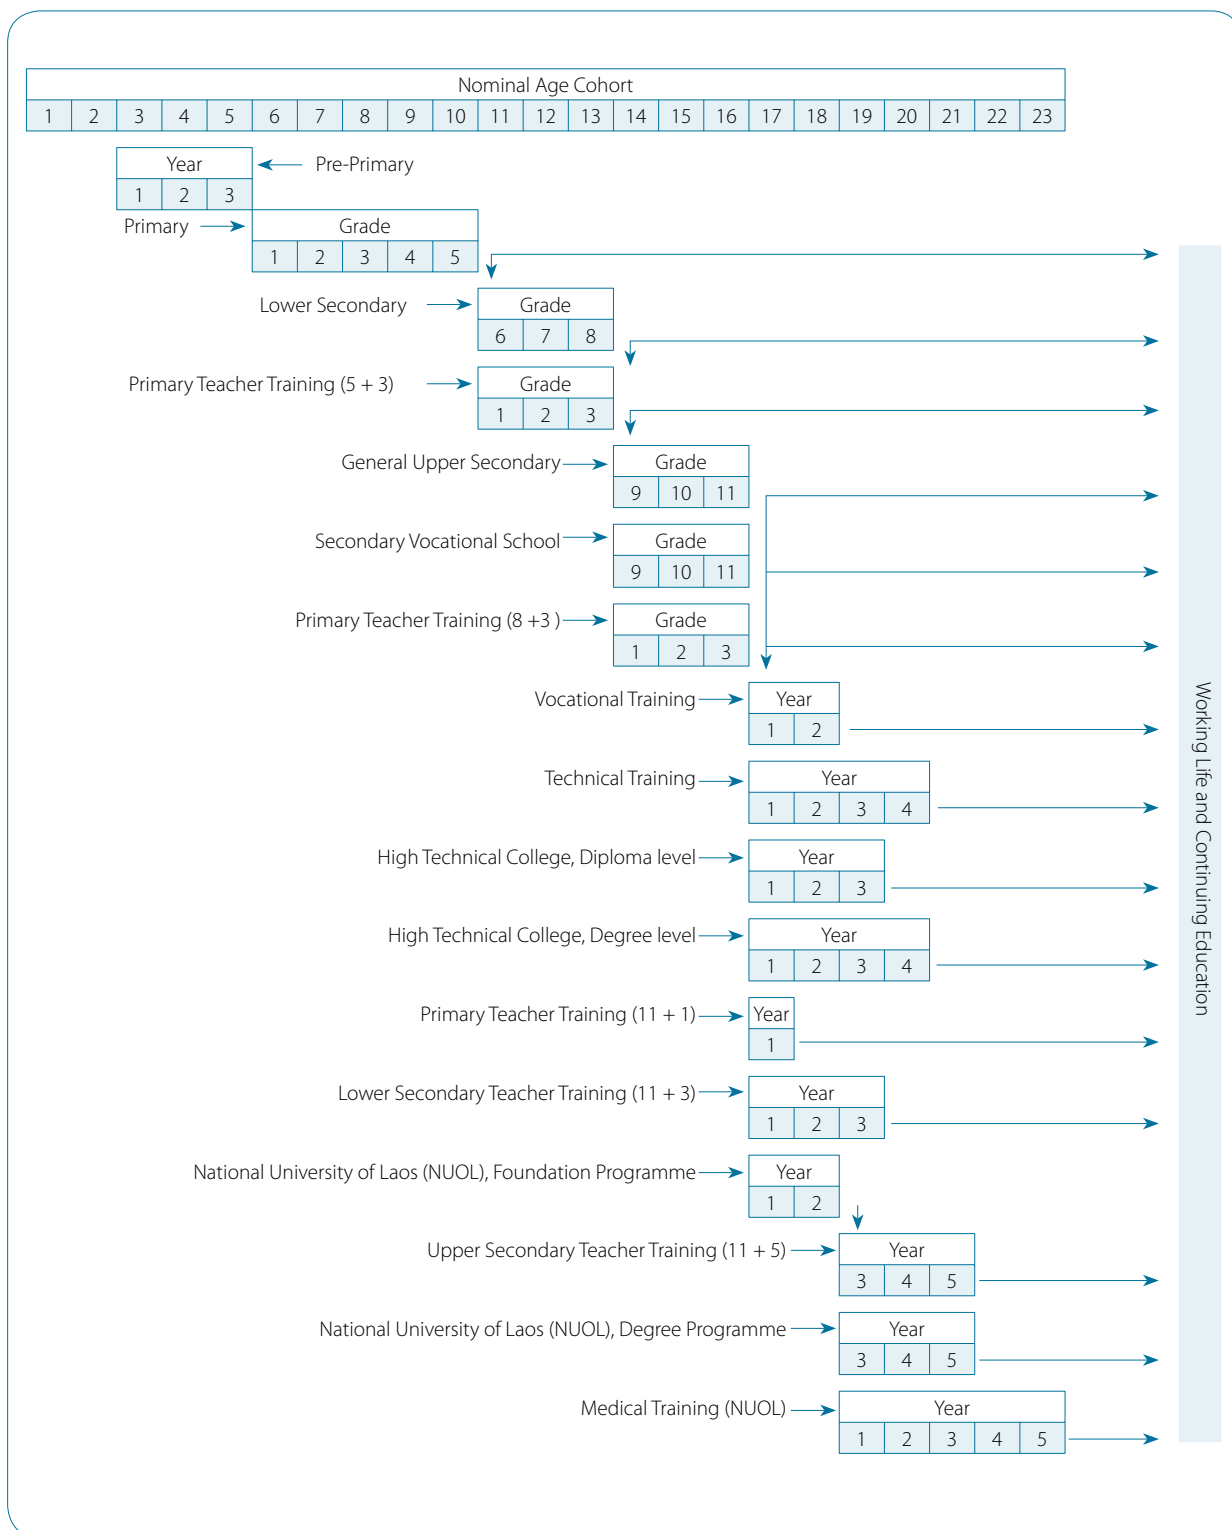 Nominal Age Cohort
1 2 3 4 5 6 7 8 9 10 11 12 13 14 15 16 17 18 19 20 21 22 23
Year
Pre-Primary
1 2 3
Primary
Grade
1 2 3 4 5
Lower Secondary
Grade
6 7 8
Primary Teacher Training (5 + 3)
Grade
1 2 3
General Upper Secondary
Grade
9 10 11
Secondary Vocational School
Grade
9 10 11
Primary Teacher Training (8 +3 )
Grade
1 2 3
Vocational Training
Year
1 2
Technical Training
Year
1 2 3 4
High Technical College, Diploma level
Year
1 2 3
High Technical College, Degree level
Year
1 2 3 4
Primary Teacher Training (11 + 1)
Year
1
Lower Secondary Teacher Training (11 + 3)
Year
1 2 3
National University of Laos (NUOL), Foundation Programme
Year
1 2
Upper Secondary Teacher Training (11 + 5)
Year
3 4 5
National University of Laos (NUOL), Degree Programme
Year
3 4 5
Medical Training (NUOL)
Year
1 2 3 4 5
Working Life and Continuing Education